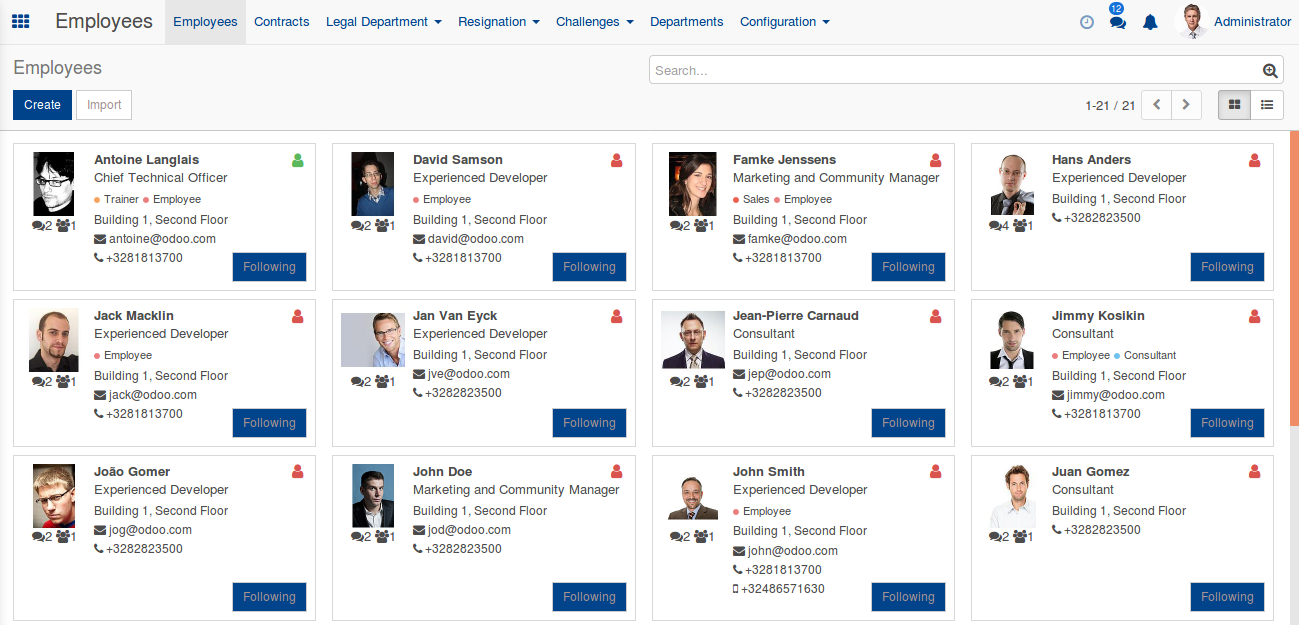 Employees Employees Contracts Legal Department Resignation Challenges Departments Configuration 12 Administrator
Employees Search...
Create Import 1-21 / 21
Antoine Langlais
Chief Technical Officer
Trainer Employee
Building 1, Second Floor
2 1 antoine@odoo.com
+3281813700
Following
David Samson
Experienced Developer
Employee
Building 1, Second Floor
2 1 david@odoo.com
+3281813700
Following
Famke Jenssens
Marketing and Community Manager
Sales Employee
Building 1, Second Floor
2 1 famke@odoo.com
+3281813700
Following
Hans Anders
Experienced Developer
Building 1, Second Floor
4 1 +3282823500
Following
Jack Macklin
Experienced Developer
Employee
Building 1, Second Floor
2 1 jack@odoo.com
+3281813700
Following
Jan Van Eyck
Experienced Developer
Building 1, Second Floor
jve@odoo.com
2 1 +3282823500
Following
Jean-Pierre Carnaud
Consultant
Building 1, Second Floor
jep@odoo.com
2 1 +3282823500
Following
Jimmy Kosikin
Consultant
Employee Consultant
Building 1, Second Floor
2 1 jimmy@odoo.com
+3281813700
Following
João Gomer
Experienced Developer
Building 1, Second Floor
jog@odoo.com
2 1 +3282823500
Following
John Doe
Marketing and Community Manager
Building 1, Second Floor
jod@odoo.com
2 1 +3282823500
Following
John Smith
Experienced Developer
Employee
Building 1, Second Floor
2 1 john@odoo.com
+3281813700
+32486571630
Following
Juan Gomez
Consultant
Building 1, Second Floor
2 1 +3282823500
Following